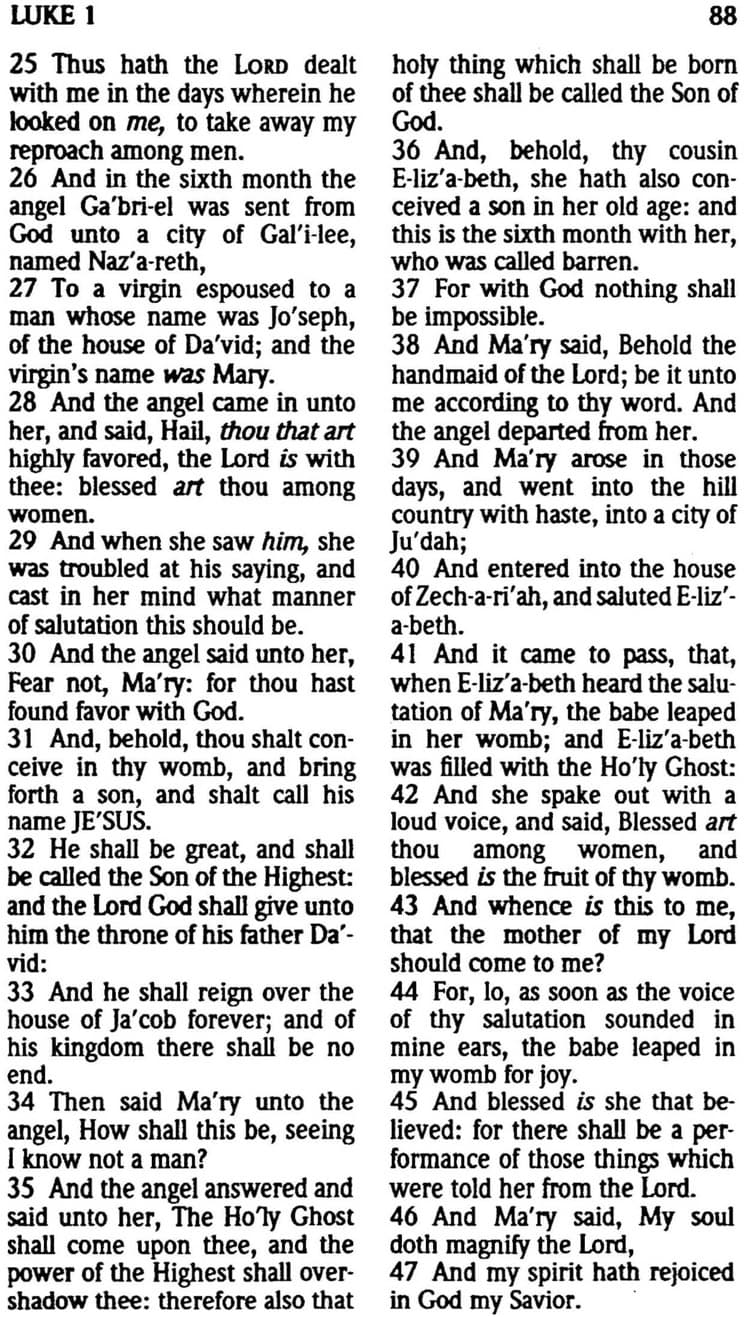 LUKE 1
88
25 Thus hath the LORD dealt
with me in the days wherein he
looked on me, to take away my
reproach among men.
26 And in the sixth month the
angel Ga'bri-el was sent from
God unto a city of Gal'i-lee,
named Naz'a-reth,
27 To a virgin espoused to a
man whose name was Jo'seph,
of the house of Da'vid; and the
virgin's name was Mary.
28 And the angel came in unto
her, and said, Hail, thou that art
highly favored, the Lord is with
thee: blessed art thou among
women.
29 And when she saw him, she
was troubled at his saying, and
cast in her mind what manner
of salutation this should be.
30 And the angel said unto her,
Fear not, Ma'ry: for thou hast
found favor with God.
31 And, behold, thou shalt con-
ceive in thy womb, and bring
forth a son, and shalt call his
name JE'SUS.
32 He shall be great, and shall
be called the Son of the Highest:
and the Lord God shall give unto
him the throne of his father Da'-
vid:
33 And he shall reign over the
house of Ja'cob forever; and of
his kingdom there shall be no
end.
34 Then said Ma'ry unto the
angel, How shall this be, seeing
I know not a man?
35 And the angel answered and
said unto her, The Ho'ly Ghost
shall come upon thee, and the
power of the Highest shall over-
shadow thee: therefore also that
holy thing which shall be born
of thee shall be called the Son of
God.
36 And, behold, thy cousin
E-liz'a-beth, she hath also con-
ceived a son in her old age: and
this is the sixth month with her,
who was called barren.
37 For with God nothing shall
be impossible.
38 And Ma'ry said, Behold the
handmaid of the Lord; be it unto
me according to thy word. And
the angel departed from her.
39 And Ma'ry arose in those
days, and went into the hill
country with haste, into a city of
Ju'dah;
40 And entered into the house
of Zech-a-ri'ah, and saluted E-liz'-
a-beth.
41 And it came to pass, that,
when E-liz'a-beth heard the salu-
tation of Ma'ry, the babe leaped
in her womb; and E-liz'a-beth
was filled with the Ho'ly Ghost:
42 And she spake out with a
loud voice, and said, Blessed art
thou among women, and
blessed is the fruit of thy womb.
43 And whence is this to me,
that the mother of my Lord
should come to me?
44 For, lo, as soon as the voice
of thy salutation sounded in
mine ears, the babe leaped in
my womb for joy.
45 And blessed is she that be-
lieved: for there shall be a per-
formance of those things which
were told her from the Lord.
46 And Ma'ry said, My soul
doth magnify the Lord,
47 And my spirit hath rejoiced
in God my Savior.